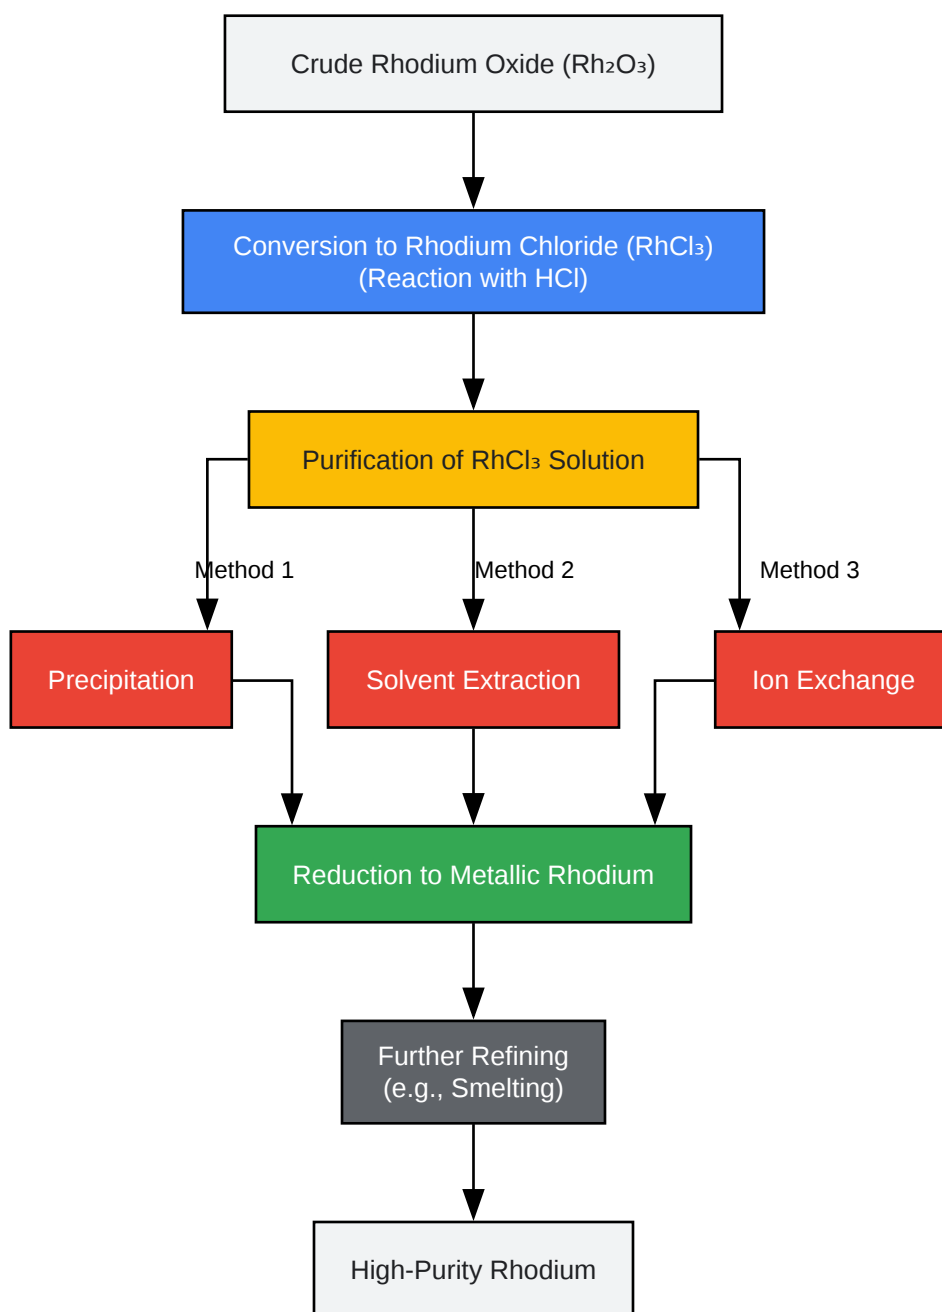 Crude Rhodium Oxide (Rh₂O₃)
Conversion to Rhodium Chloride (RhCl₃)
(Reaction with HCl)
Purification of RhCl₃ Solution
Method 1
Method 2
Method 3
Precipitation
Solvent Extraction
Ion Exchange
Reduction to Metallic Rhodium
Further Refining
(e.g., Smelting)
High-Purity Rhodium